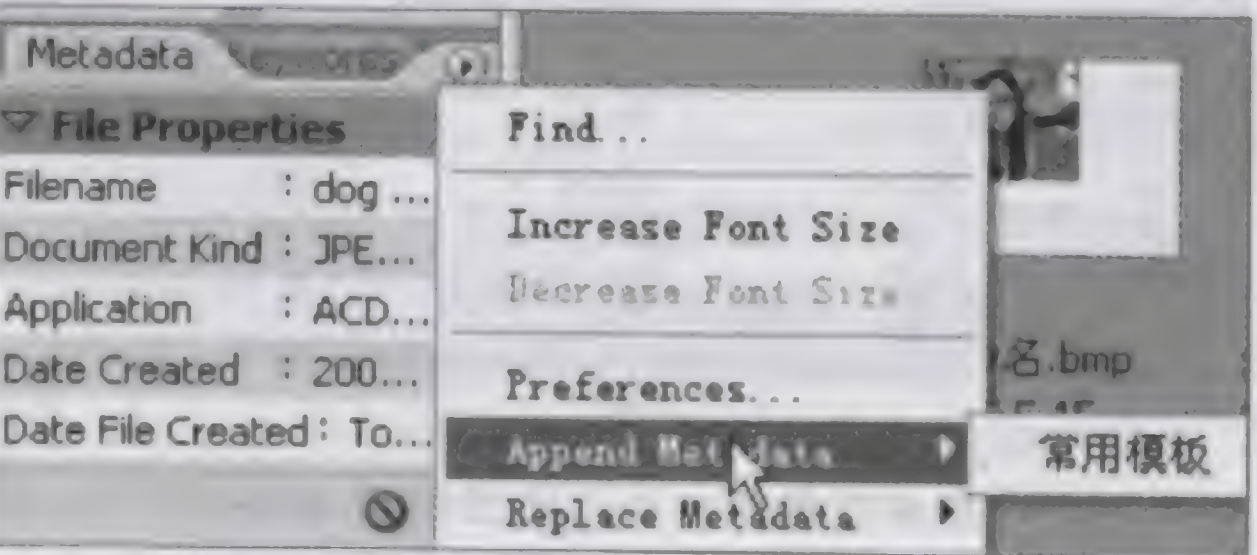 Metadata Keywords
File Properties
Filename : dog ...
Document Kind : JPE...
Application : ACD...
Date Created : 200...
Date File Created : To...
Find...
Increase Font Size
Decrease Font Size
Preferences...
Append Metadata
Replace Metadata
常用模板
名.bmp